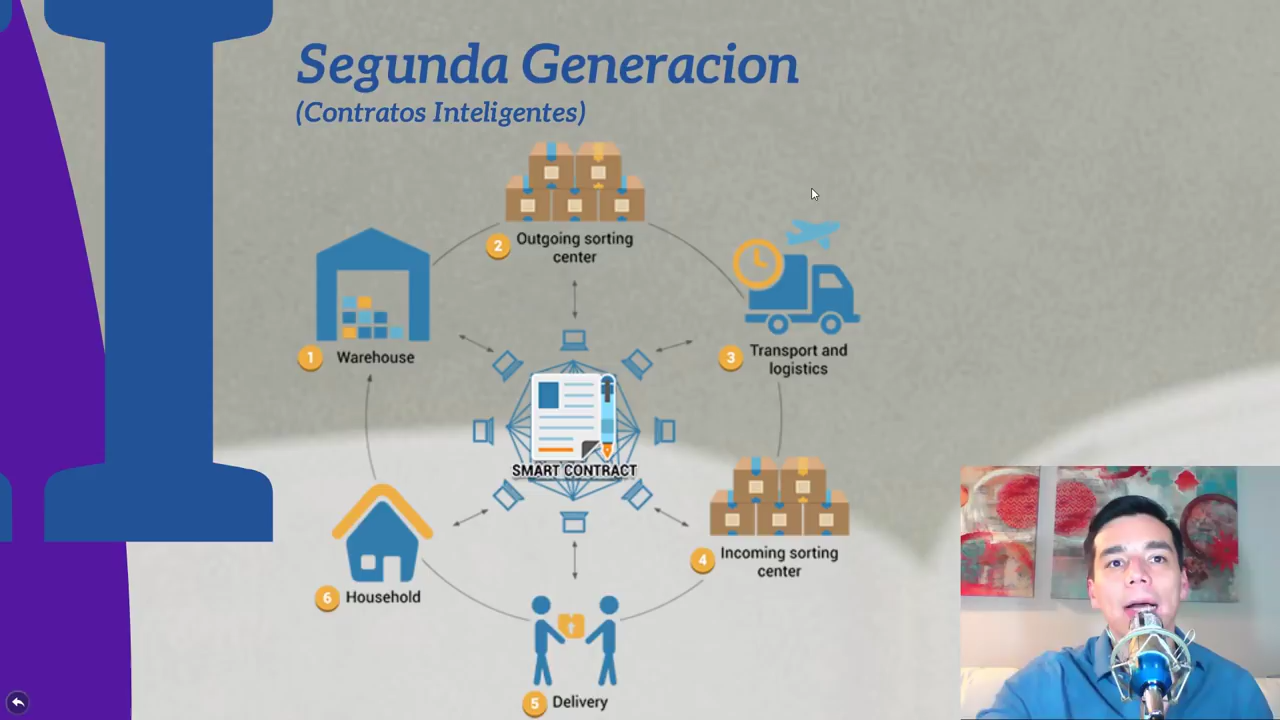 Segunda Generacion
(Contratos Inteligentes)
2 Outgoing sorting
center
1 Warehouse
3 Transport and
logistics
SMART CONTRACT
4 Incoming sorting
center
6 Household
5 Delivery